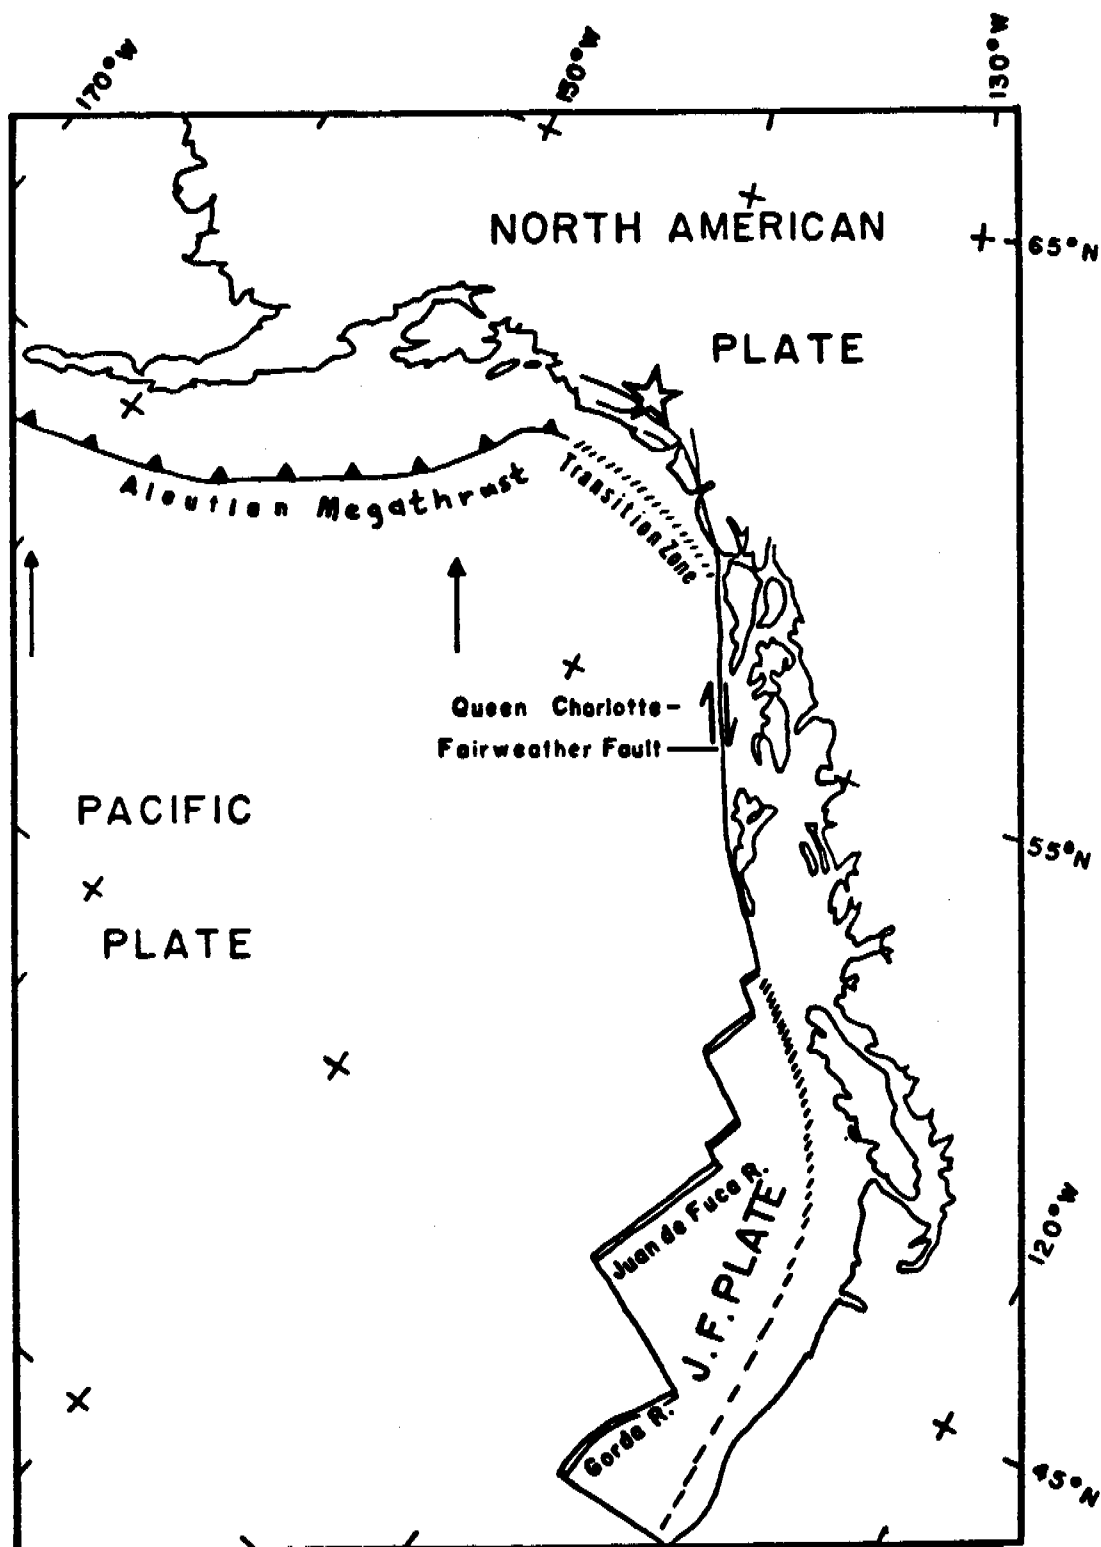 170°W
150°W
130°W
NORTH AMERICAN
65°N
PLATE
Aleutian Megathrust
Transition Zone
Queen Charlotte-
Fairweather Fault
PACIFIC
55°N
PLATE
Juan de Fuca R.
J.F. PLATE
120°W
Gorda R.
45°N